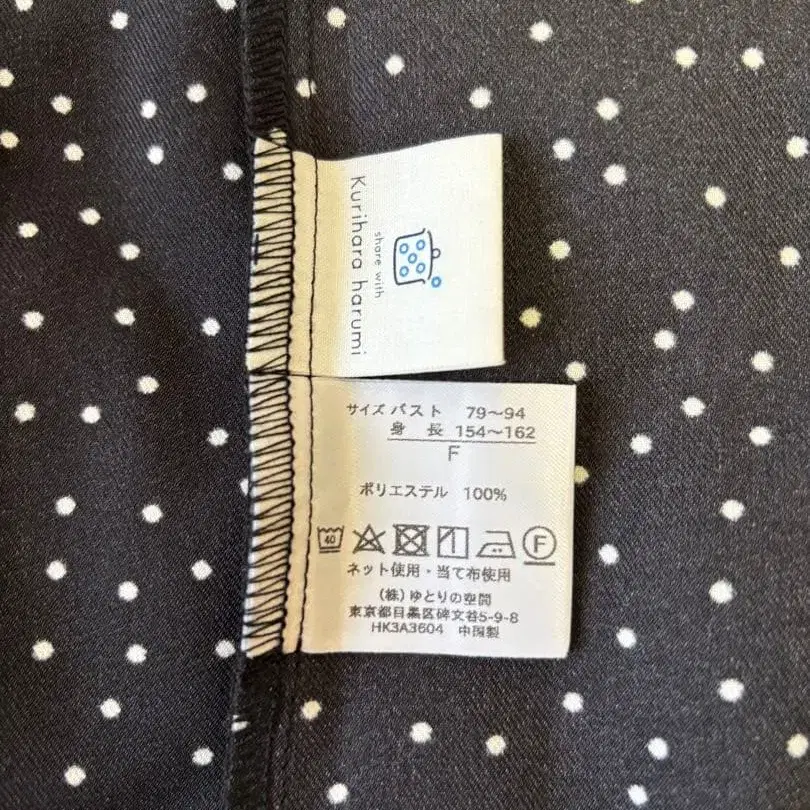 share with
Kurihara harumi
サイズ バスト 79～94
身 長 154～162
F
ポリエステル 100%
40
F
ネット使用・当て布使用
(株)ゆとりの空間
東京都目黒区碑文谷5-9-8
HK3A3604 中国製